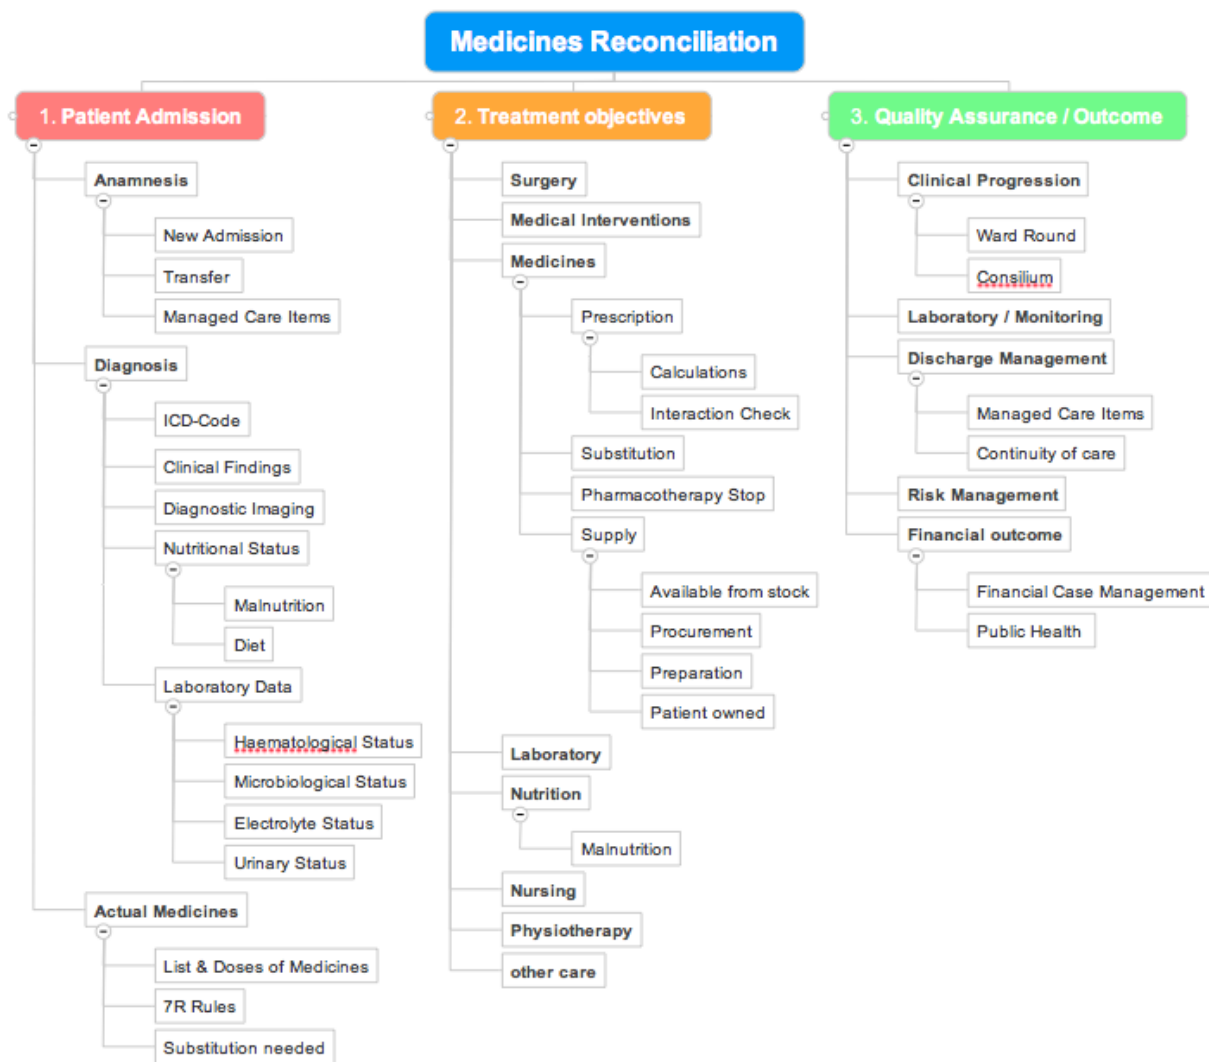 Medicines Reconciliation
1. Patient Admission
Anamnesis
New Admission
Transfer
Managed Care Items
Diagnosis
ICD-Code
Clinical Findings
Diagnostic Imaging
Nutritional Status
Malnutrition
Diet
Laboratory Data
Haematological Status
Microbiological Status
Electrolyte Status
Urinary Status
Actual Medicines
List & Doses of Medicines
7R Rules
Substitution needed
2. Treatment objectives
Surgery
Medical Interventions
Medicines
Prescription
Calculations
Interaction Check
Substitution
Pharmacotherapy Stop
Supply
Available from stock
Procurement
Preparation
Patient owned
Laboratory
Nutrition
Malnutrition
Nursing
Physiotherapy
other care
3. Quality Assurance / Outcome
Clinical Progression
Ward Round
Consilium
Laboratory / Monitoring
Discharge Management
Managed Care Items
Continuity of care
Risk Management
Financial outcome
Financial Case Management
Public Health